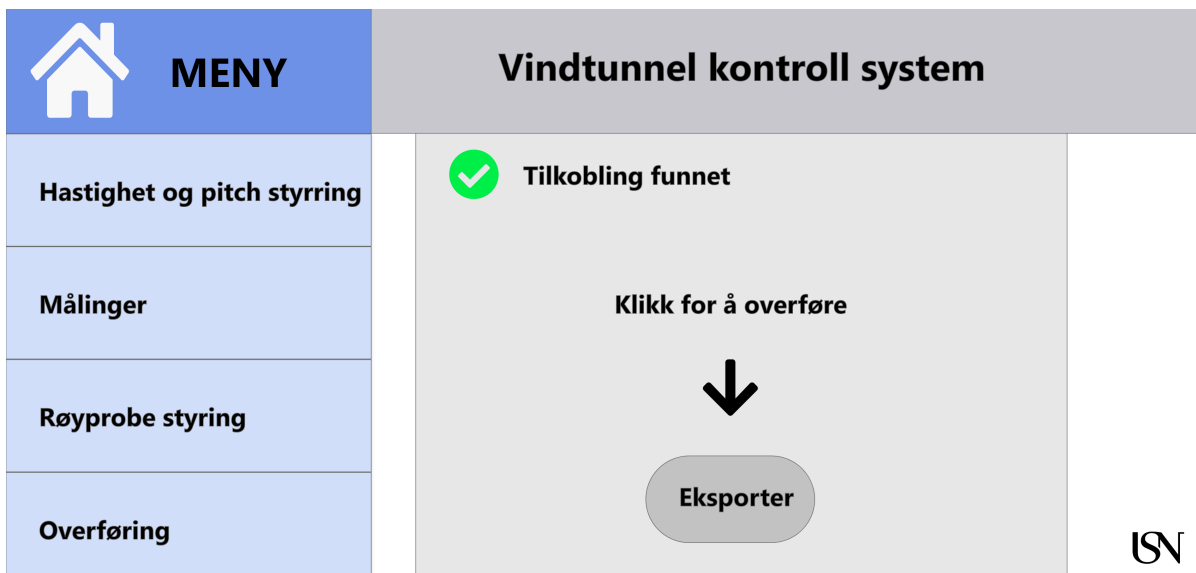 MENY
Vindtunnel kontroll system
Hastighet og pitch styrring
Målinger
Røyprobe styring
Overføring
Tilkobling funnet
Klikk for å overføre
Eksporter
USN